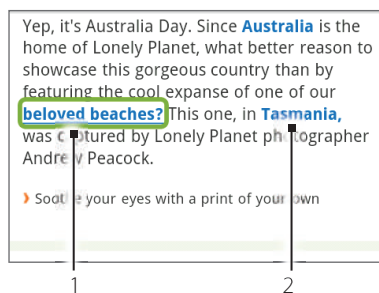 Yep, it's Australia Day. Since Australia is the
home of Lonely Planet, what better reason to
showcase this gorgeous country than by
featuring the cool expanse of one of our
beloved beaches? This one, in Tasmania,
was captured by Lonely Planet photographer
Andrew Peacock.
› Soothe your eyes with a print of your own
1 2